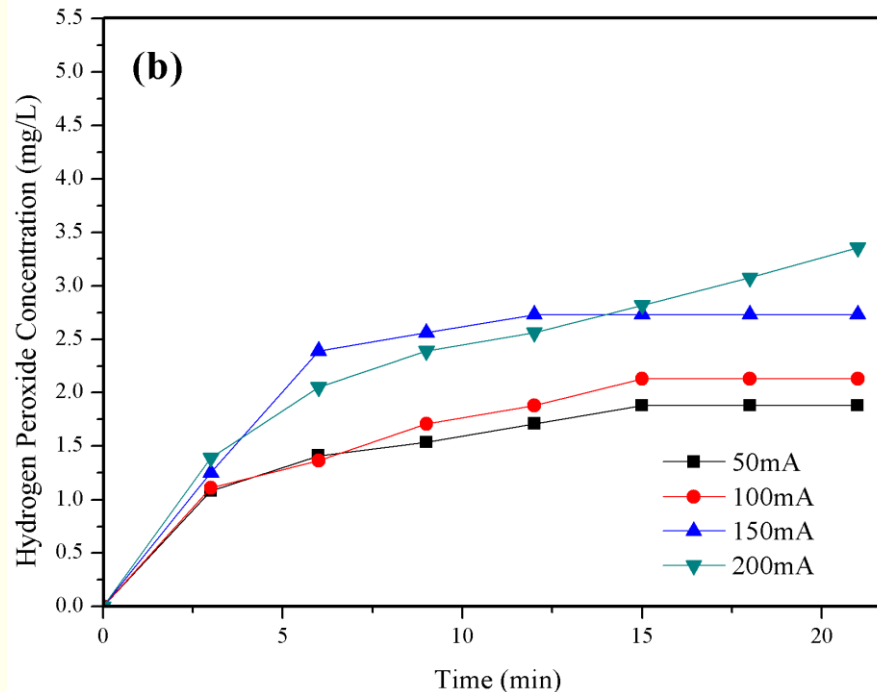 (b)
Hydrogen Peroxide Concentration (mg/L)
5.5
5.0
4.5
4.0
3.5
3.0
2.5
2.0
1.5
1.0
0.5
0.0
50mA
100mA
150mA
200mA
0 5 10 15 20
Time (min)